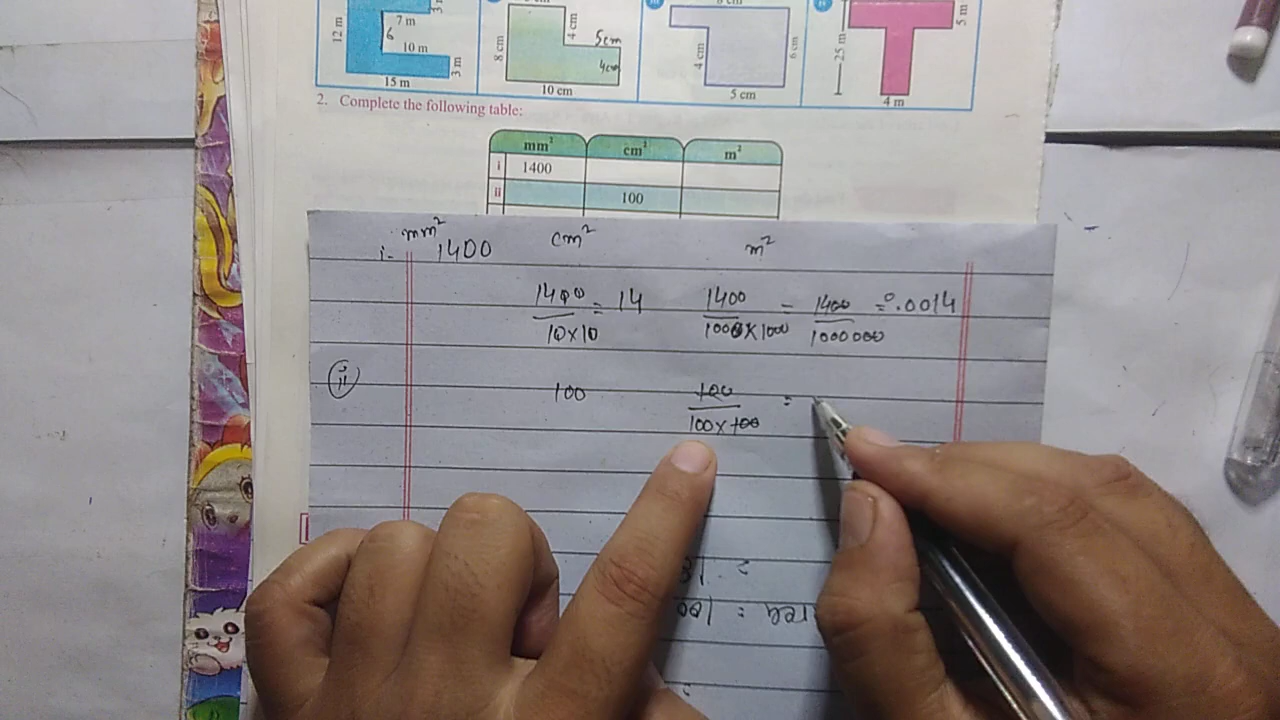 12 m
7 m
3 m
6
10 m
3 m
15 m
8 cm
4 cm
5cm
4cm
10 cm
4 cm
6 cm
5 cm
25 m
5 m
4 m
2. Complete the following table:
mm² cm² m²
i 1400
ii 100
mm² cm² m²
i- 1400
1400/10×10 = 14 1400/1000×1000 = 1400/1000000 = 0.0014
ii 100 100/100×100 =